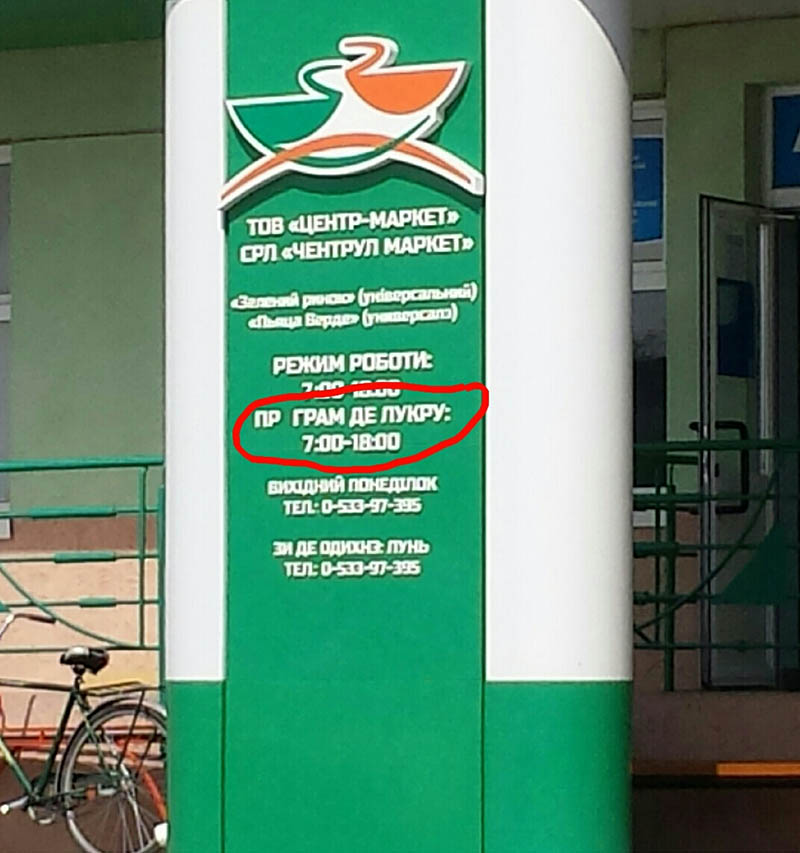 ТОВ «ЦЕНТР-МАРКЕТ»
СРЛ «ЧЕНТРУЛ МАРКЕТ»
«Зелений ринок» (універсальний)
«Пьяца Верде» (универсалэ)
РЕЖИМ РОБОТИ:
7:00-18:00
ПР ГРАМ ДЕ ЛУКРУ:
7:00-18:00
ВИХІДНИЙ ПОНЕДІЛОК
ТЕЛ.: 0-533-97-395
ЗИ ДЕ ОДИХНЭ: ЛУНЬ
ТЕЛ.: 0-533-97-395